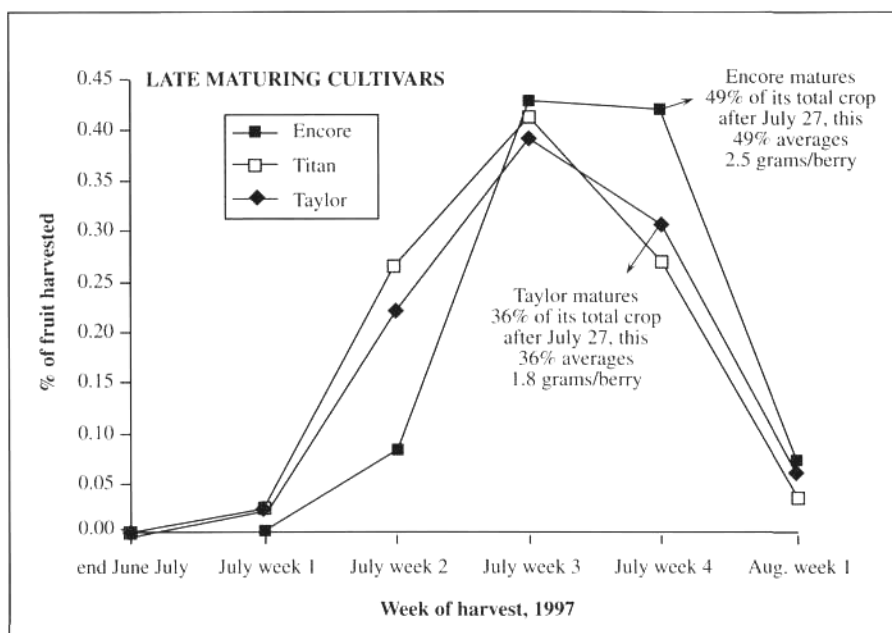 LATE MATURING CULTIVARS
Encore
Titan
Taylor
Encore matures
49% of its total crop
after July 27, this
49% averages
2.5 grams/berry
Taylor matures
36% of its total crop
after July 27, this
36% averages
1.8 grams/berry
% of fruit harvested
0.45
0.40
0.35
0.30
0.25
0.20
0.15
0.10
0.05
0.00
end June July July week 1 July week 2 July week 3 July week 4 Aug. week 1
Week of harvest, 1997